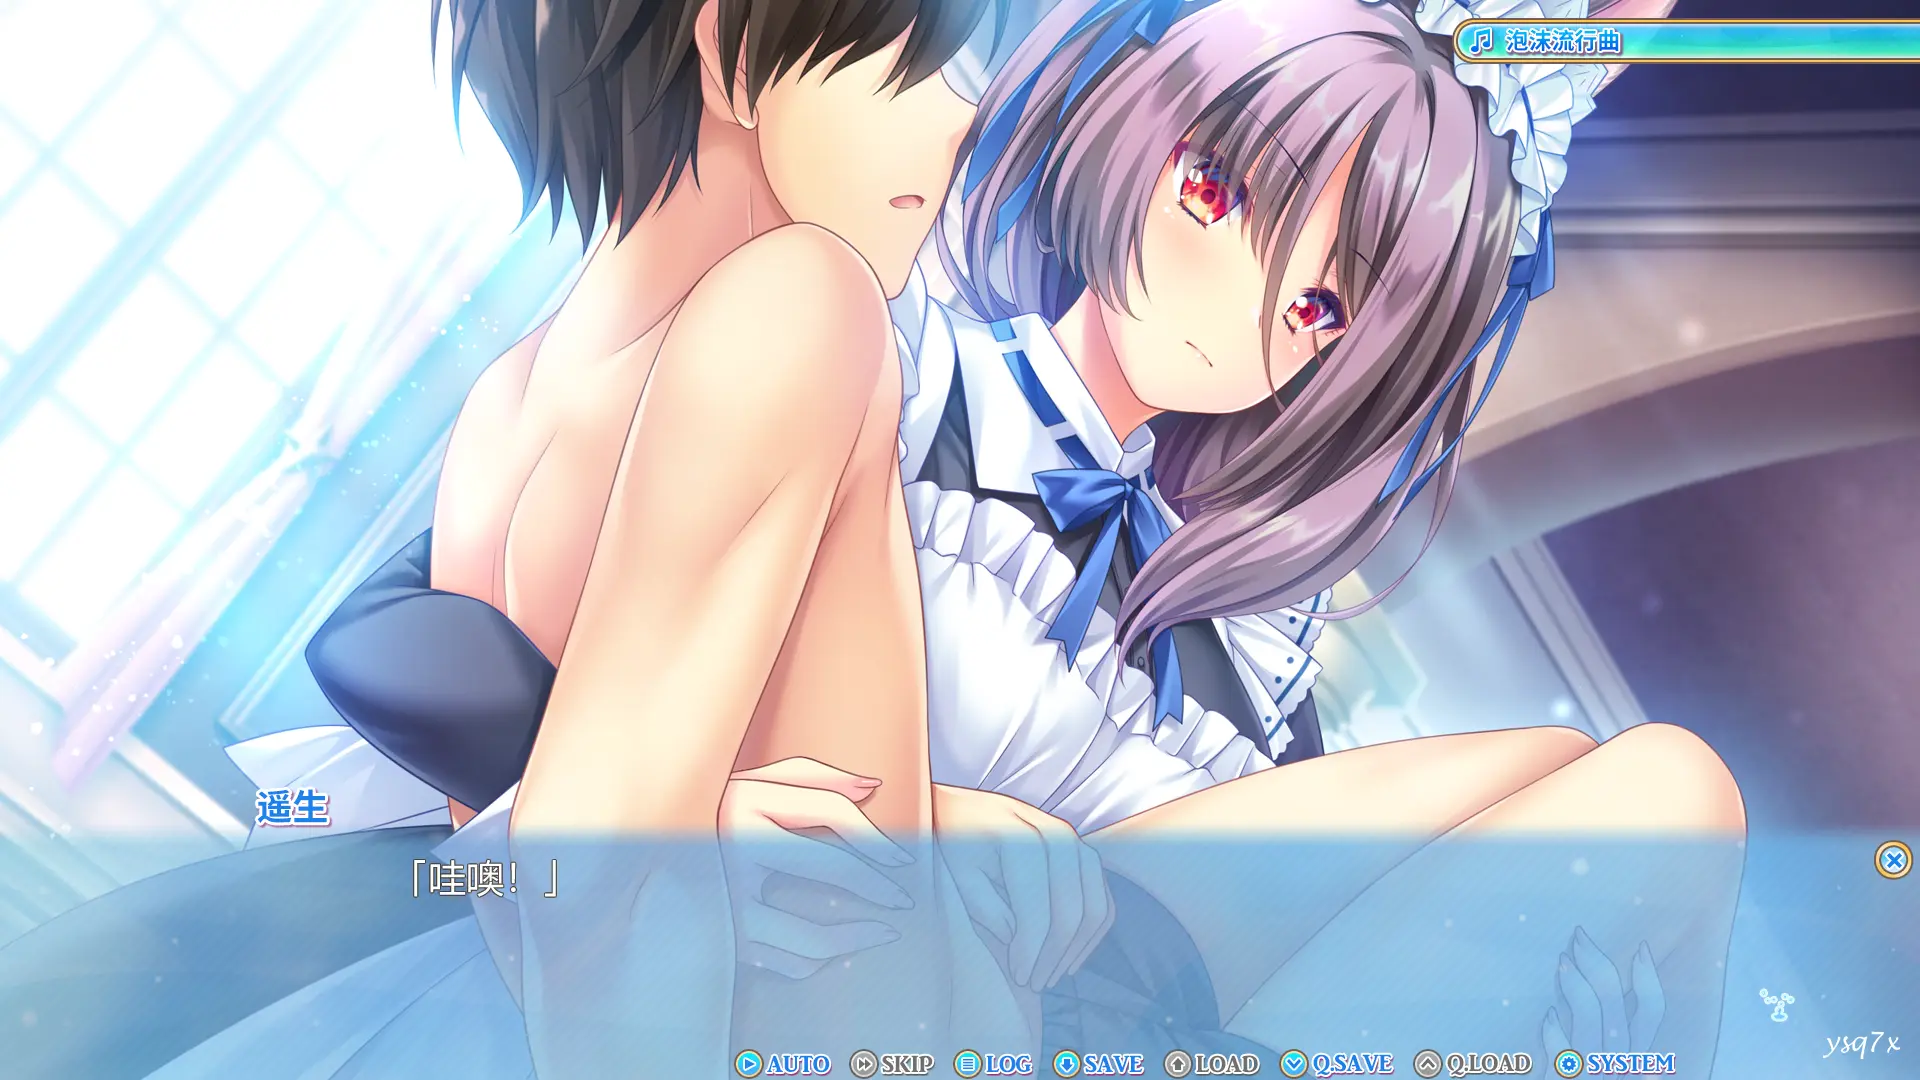 泡沫流行曲
遥生
「哇噢！」
AUTO SKIP LOG SAVE LOAD Q.SAVE Q.LOAD SYSTEM
ysq7x